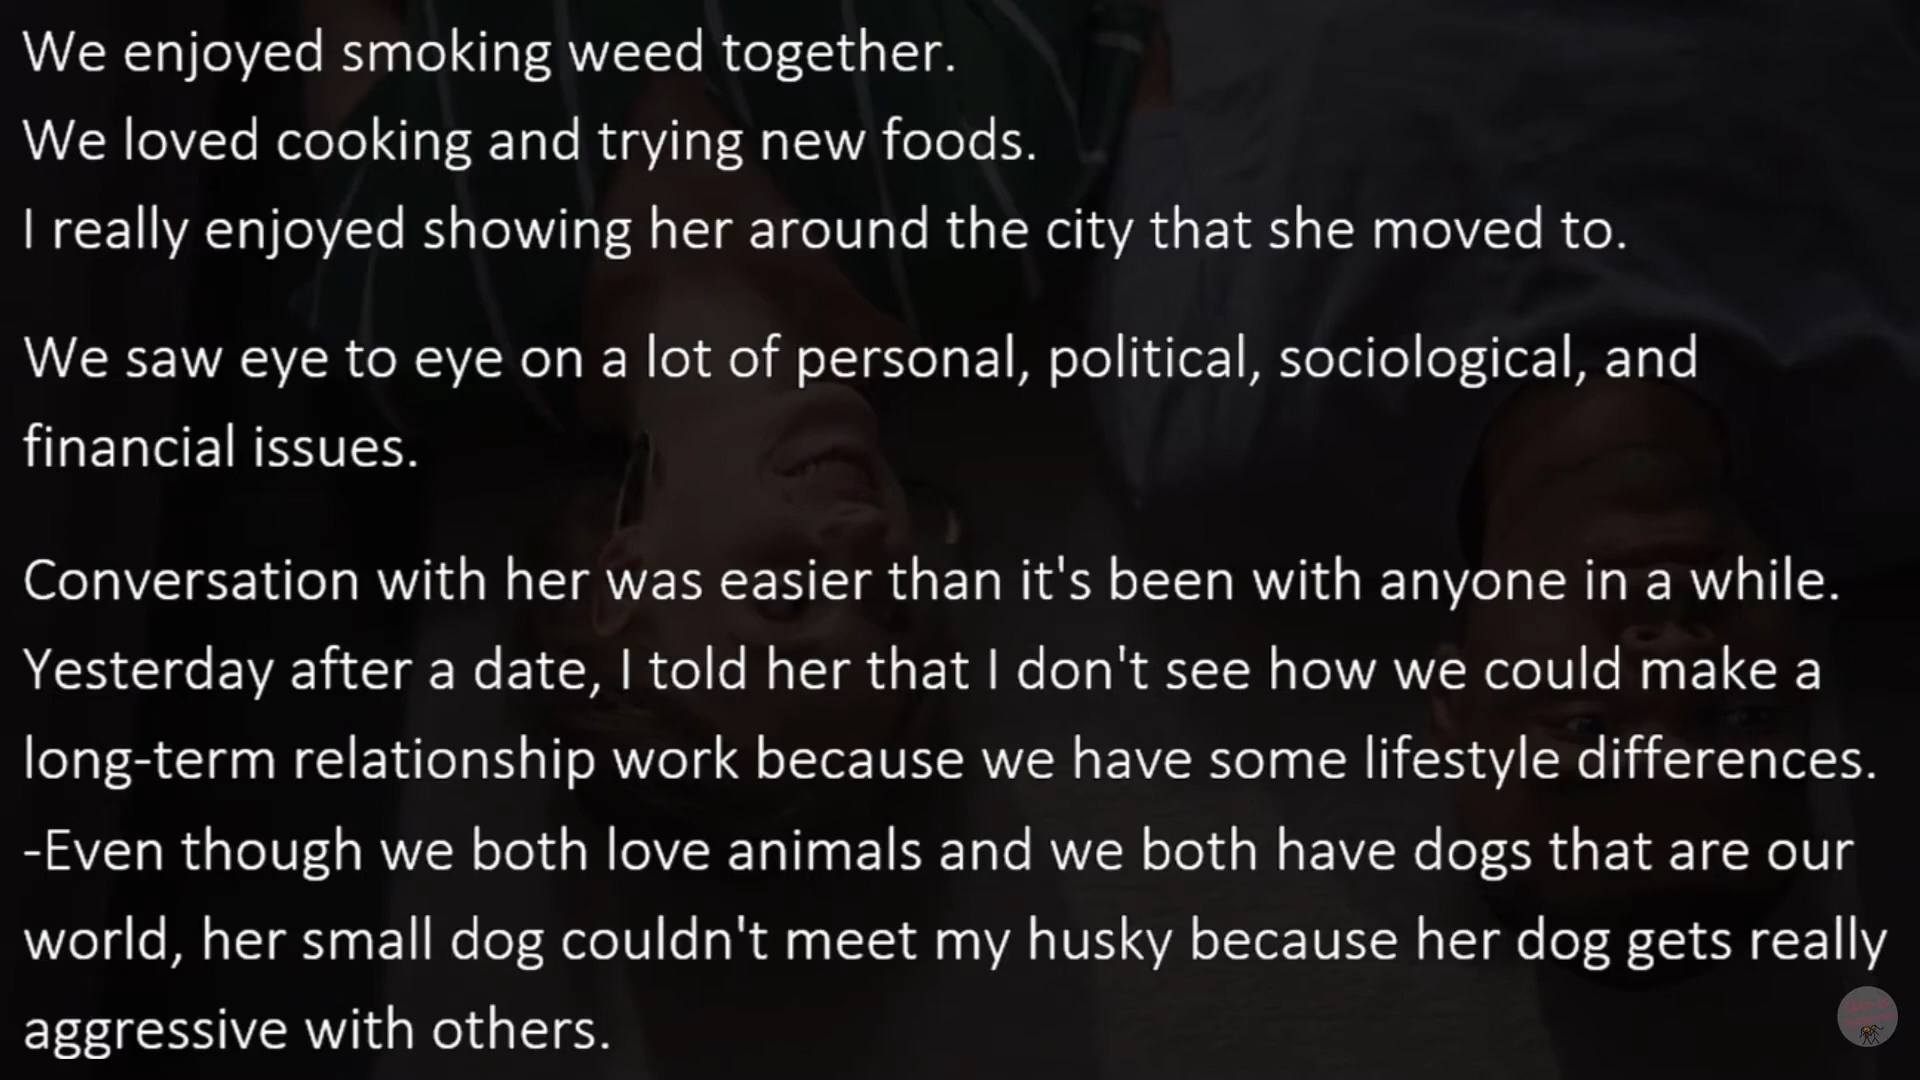 We enjoyed smoking weed together.
We loved cooking and trying new foods.
I really enjoyed showing her around the city that she moved to.
We saw eye to eye on a lot of personal, political, sociological, and
financial issues.
Conversation with her was easier than it's been with anyone in a while.
Yesterday after a date, I told her that I don't see how we could make a
long-term relationship work because we have some lifestyle differences.
-Even though we both love animals and we both have dogs that are our
world, her small dog couldn't meet my husky because her dog gets really
aggressive with others.